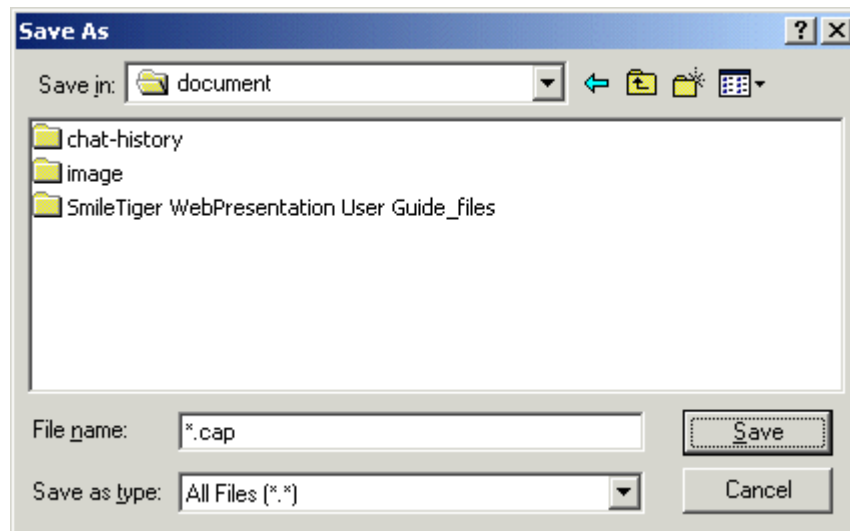 Save As
Save in: document
chat-history
image
SmileTiger WebPresentation User Guide_files
File name: *.cap Save
Save as type: All Files (*.*) Cancel